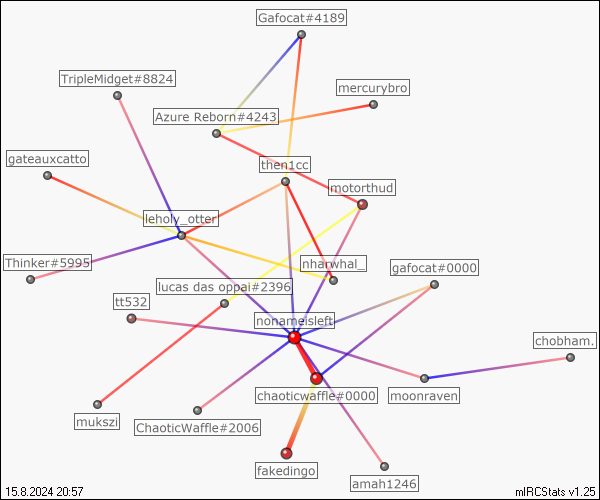 Gafocat#4189
TripleMidget#8824
mercurybro
Azure Reborn#4243
gateauxcatto
then1cc
motorthud
leholy_otter
Thinker#5995
nharwhal_
gafocat#0000
lucas das oppai#2396
tt532
nonameisleft
chobham.
chaoticwaffle#0000
moonraven
mukszi
ChaoticWaffle#2006
fakedingo
amah1246
15.8.2024 20:57
mIRCStats v1.25